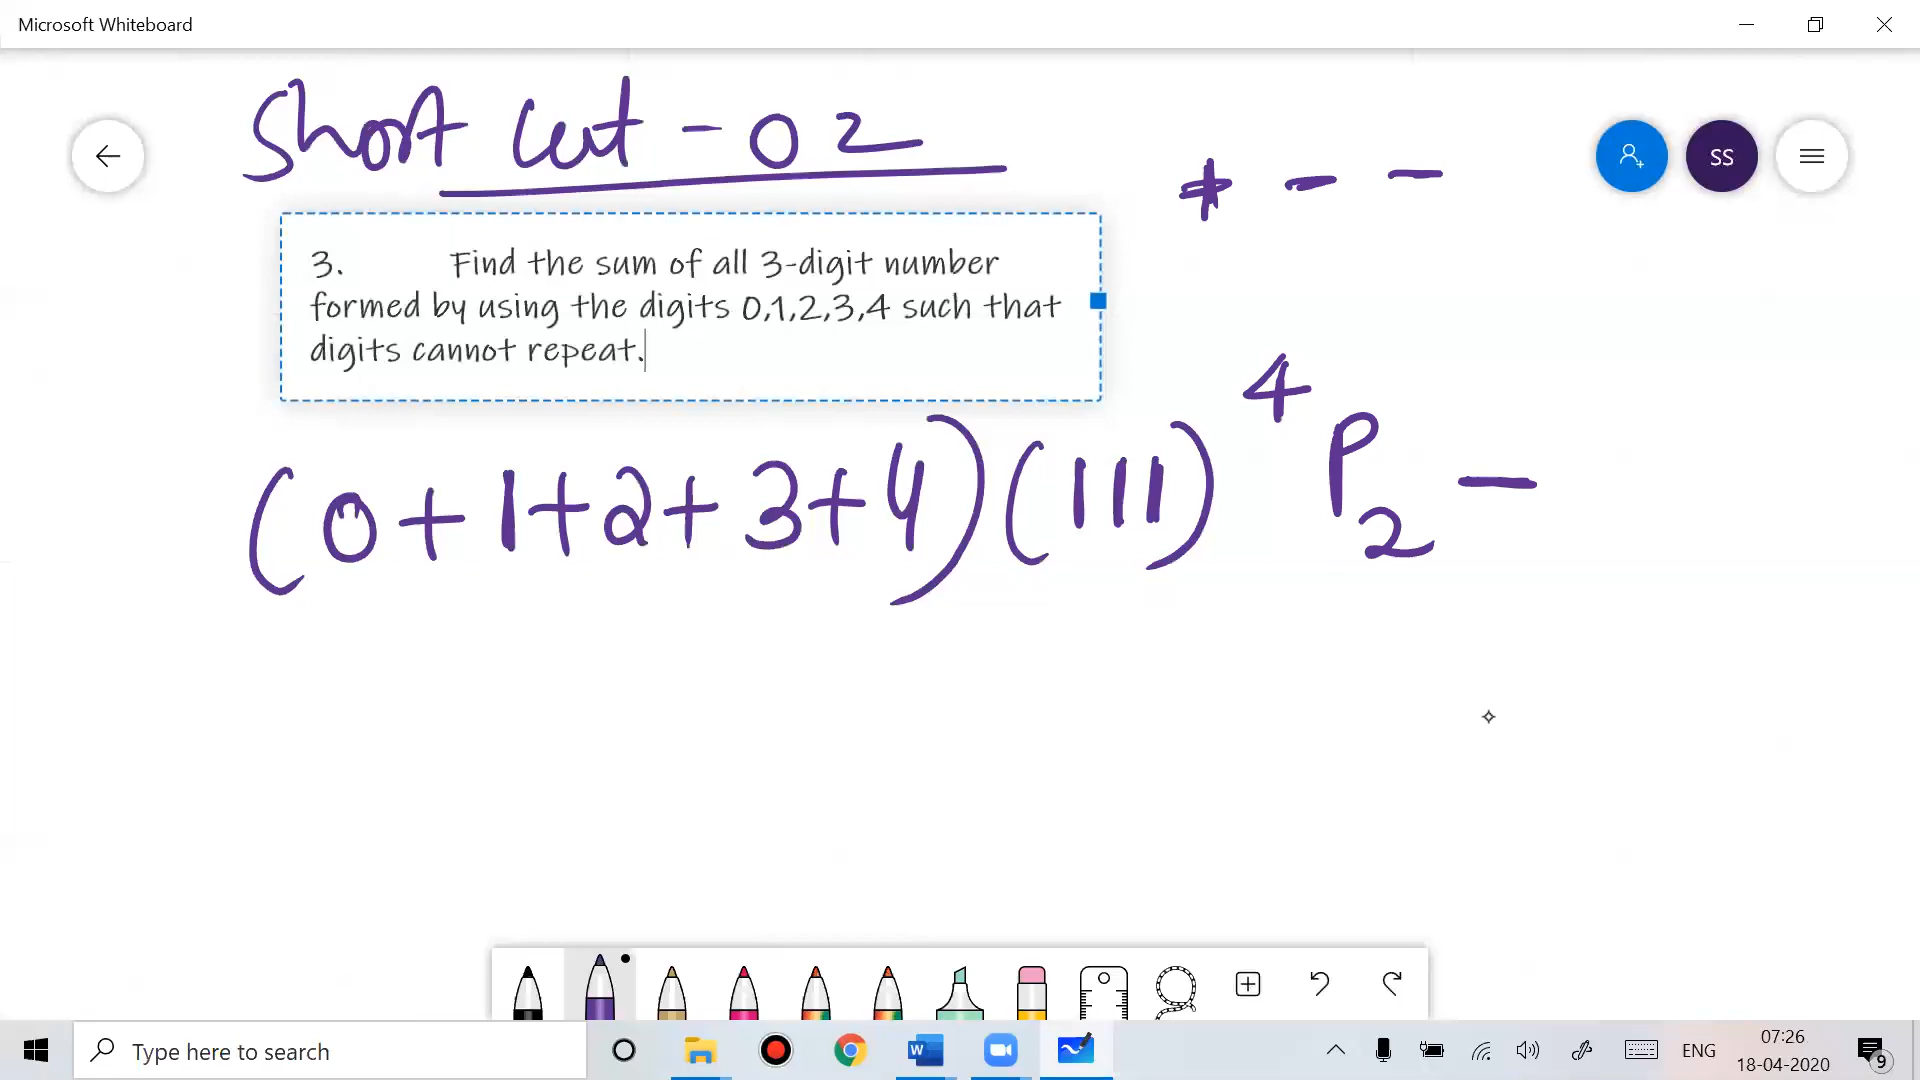 Microsoft Whiteboard
Short cut - 02
* - -
SS
3. Find the sum of all 3-digit number
formed by using the digits 0,1,2,3,4 such that
digits cannot repeat.
(0+1+2+3+4)(111) ⁴P₂ -
Type here to search
ENG
07:26
18-04-2020
9